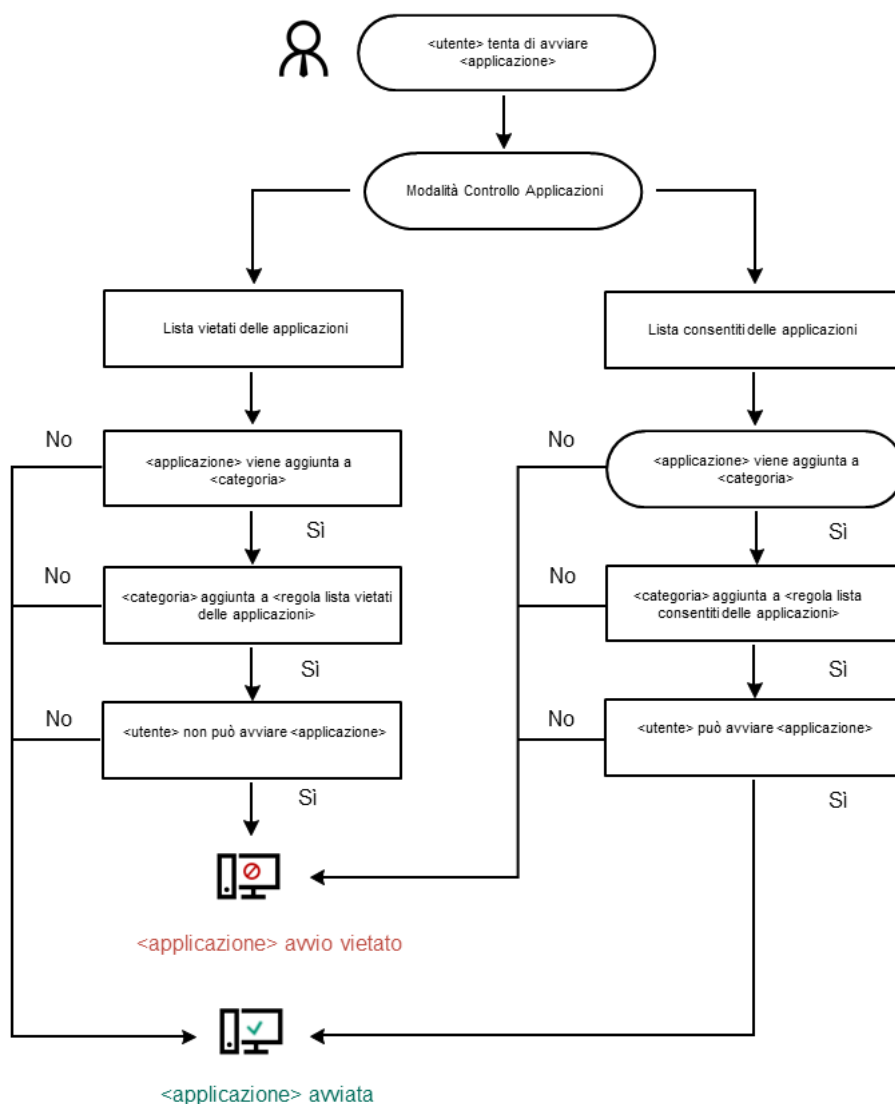 <utente> tenta di avviare
<applicazione>
Modalità Controllo Applicazioni
Lista vietati delle applicazioni
Lista consentiti delle applicazioni
No
<applicazione> viene aggiunta a
<categoria>
Sì
No
<applicazione> viene aggiunta a
<categoria>
Sì
No
<categoria> aggiunta a <regola lista vietati
delle applicazioni>
Sì
No
<categoria> aggiunta a <regola lista
consentiti delle applicazioni>
Sì
No
<utente> non può avviare <applicazione>
Sì
No
<utente> può avviare <applicazione>
Sì
<applicazione> avvio vietato
<applicazione> avviata